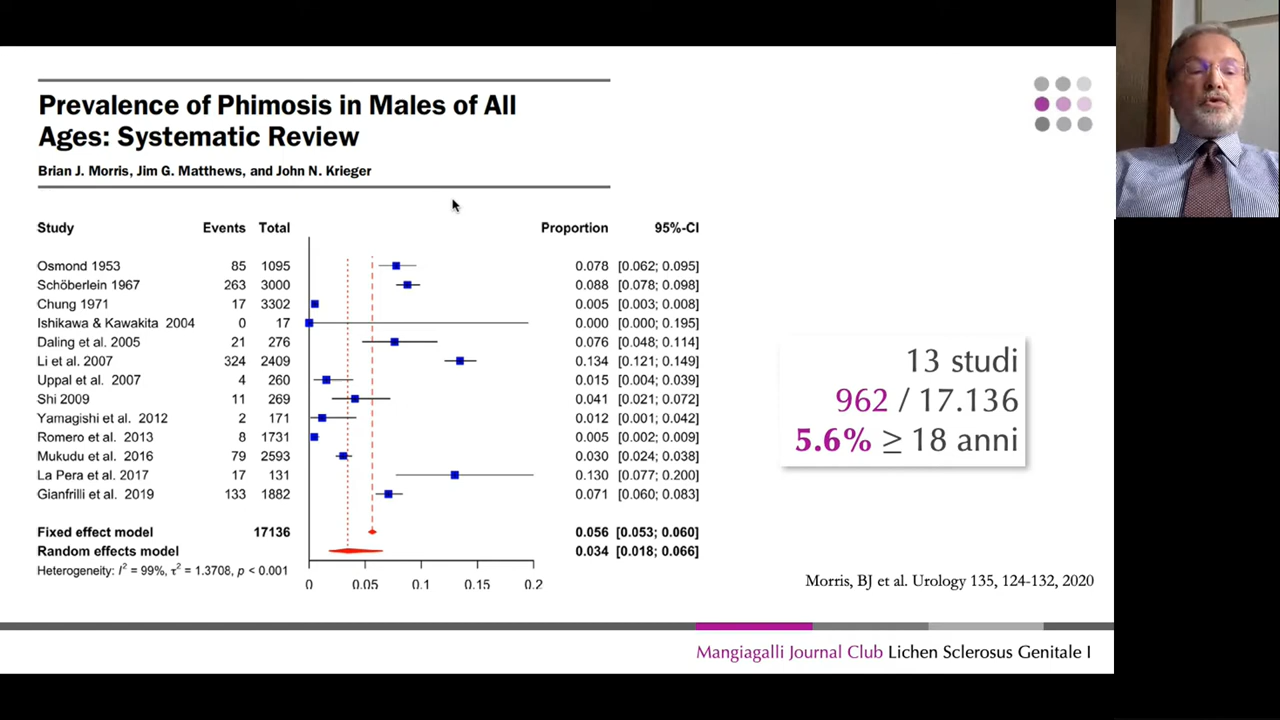 Prevalence of Phimosis in Males of All
Ages: Systematic Review
Brian J. Morris, Jim G. Matthews, and John N. Krieger
Study Events Total Proportion 95%-CI
Osmond 1953 85 1095 0.078 [0.062; 0.095]
Schöberlein 1967 263 3000 0.088 [0.078; 0.098]
Chung 1971 17 3302 0.005 [0.003; 0.008]
Ishikawa & Kawakita 2004 0 17 0.000 [0.000; 0.195]
Daling et al. 2005 21 276 0.076 [0.048; 0.114]
Li et al. 2007 324 2409 0.134 [0.121; 0.149]
Uppal et al. 2007 4 260 0.015 [0.004; 0.039]
Shi 2009 11 269 0.041 [0.021; 0.072]
Yamagishi et al. 2012 2 171 0.012 [0.001; 0.042]
Romero et al. 2013 8 1731 0.005 [0.002; 0.009]
Mukudu et al. 2016 79 2593 0.030 [0.024; 0.038]
La Pera et al. 2017 17 131 0.130 [0.077; 0.200]
Gianfrilli et al. 2019 133 1882 0.071 [0.060; 0.083]
Fixed effect model 17136 0.056 [0.053; 0.060]
Random effects model 0.034 [0.018; 0.066]
Heterogeneity: I² = 99%, τ² = 1.3708, p < 0.001
0 0.05 0.1 0.15 0.2
13 studi
962 / 17.136
5.6% ≥ 18 anni
Morris, BJ et al. Urology 135, 124-132, 2020
Mangiagalli Journal Club Lichen Sclerosus Genitale I